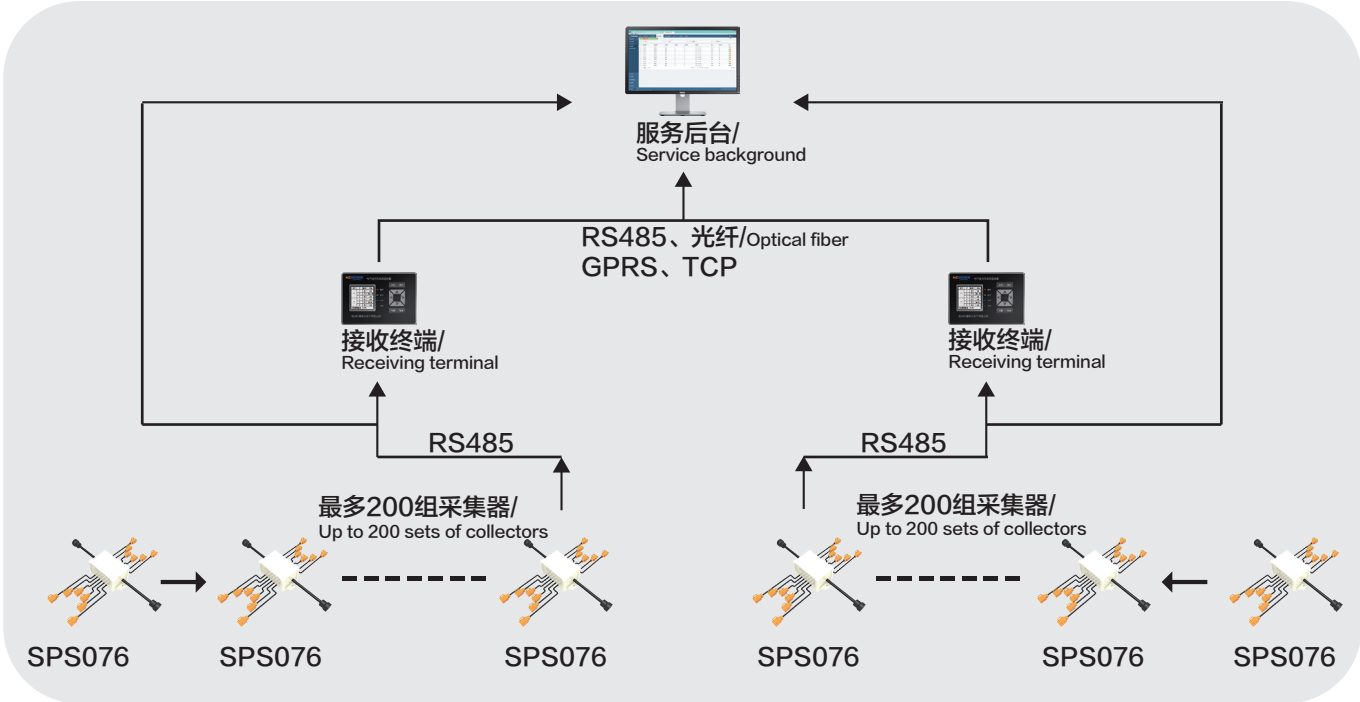 服务后台/
Service background
RS485、光纤/Optical fiber
GPRS、TCP
接收终端/
Receiving terminal
接收终端/
Receiving terminal
RS485
RS485
最多200组采集器/
Up to 200 sets of collectors
最多200组采集器/
Up to 200 sets of collectors
SPS076
SPS076
SPS076
SPS076
SPS076
SPS076